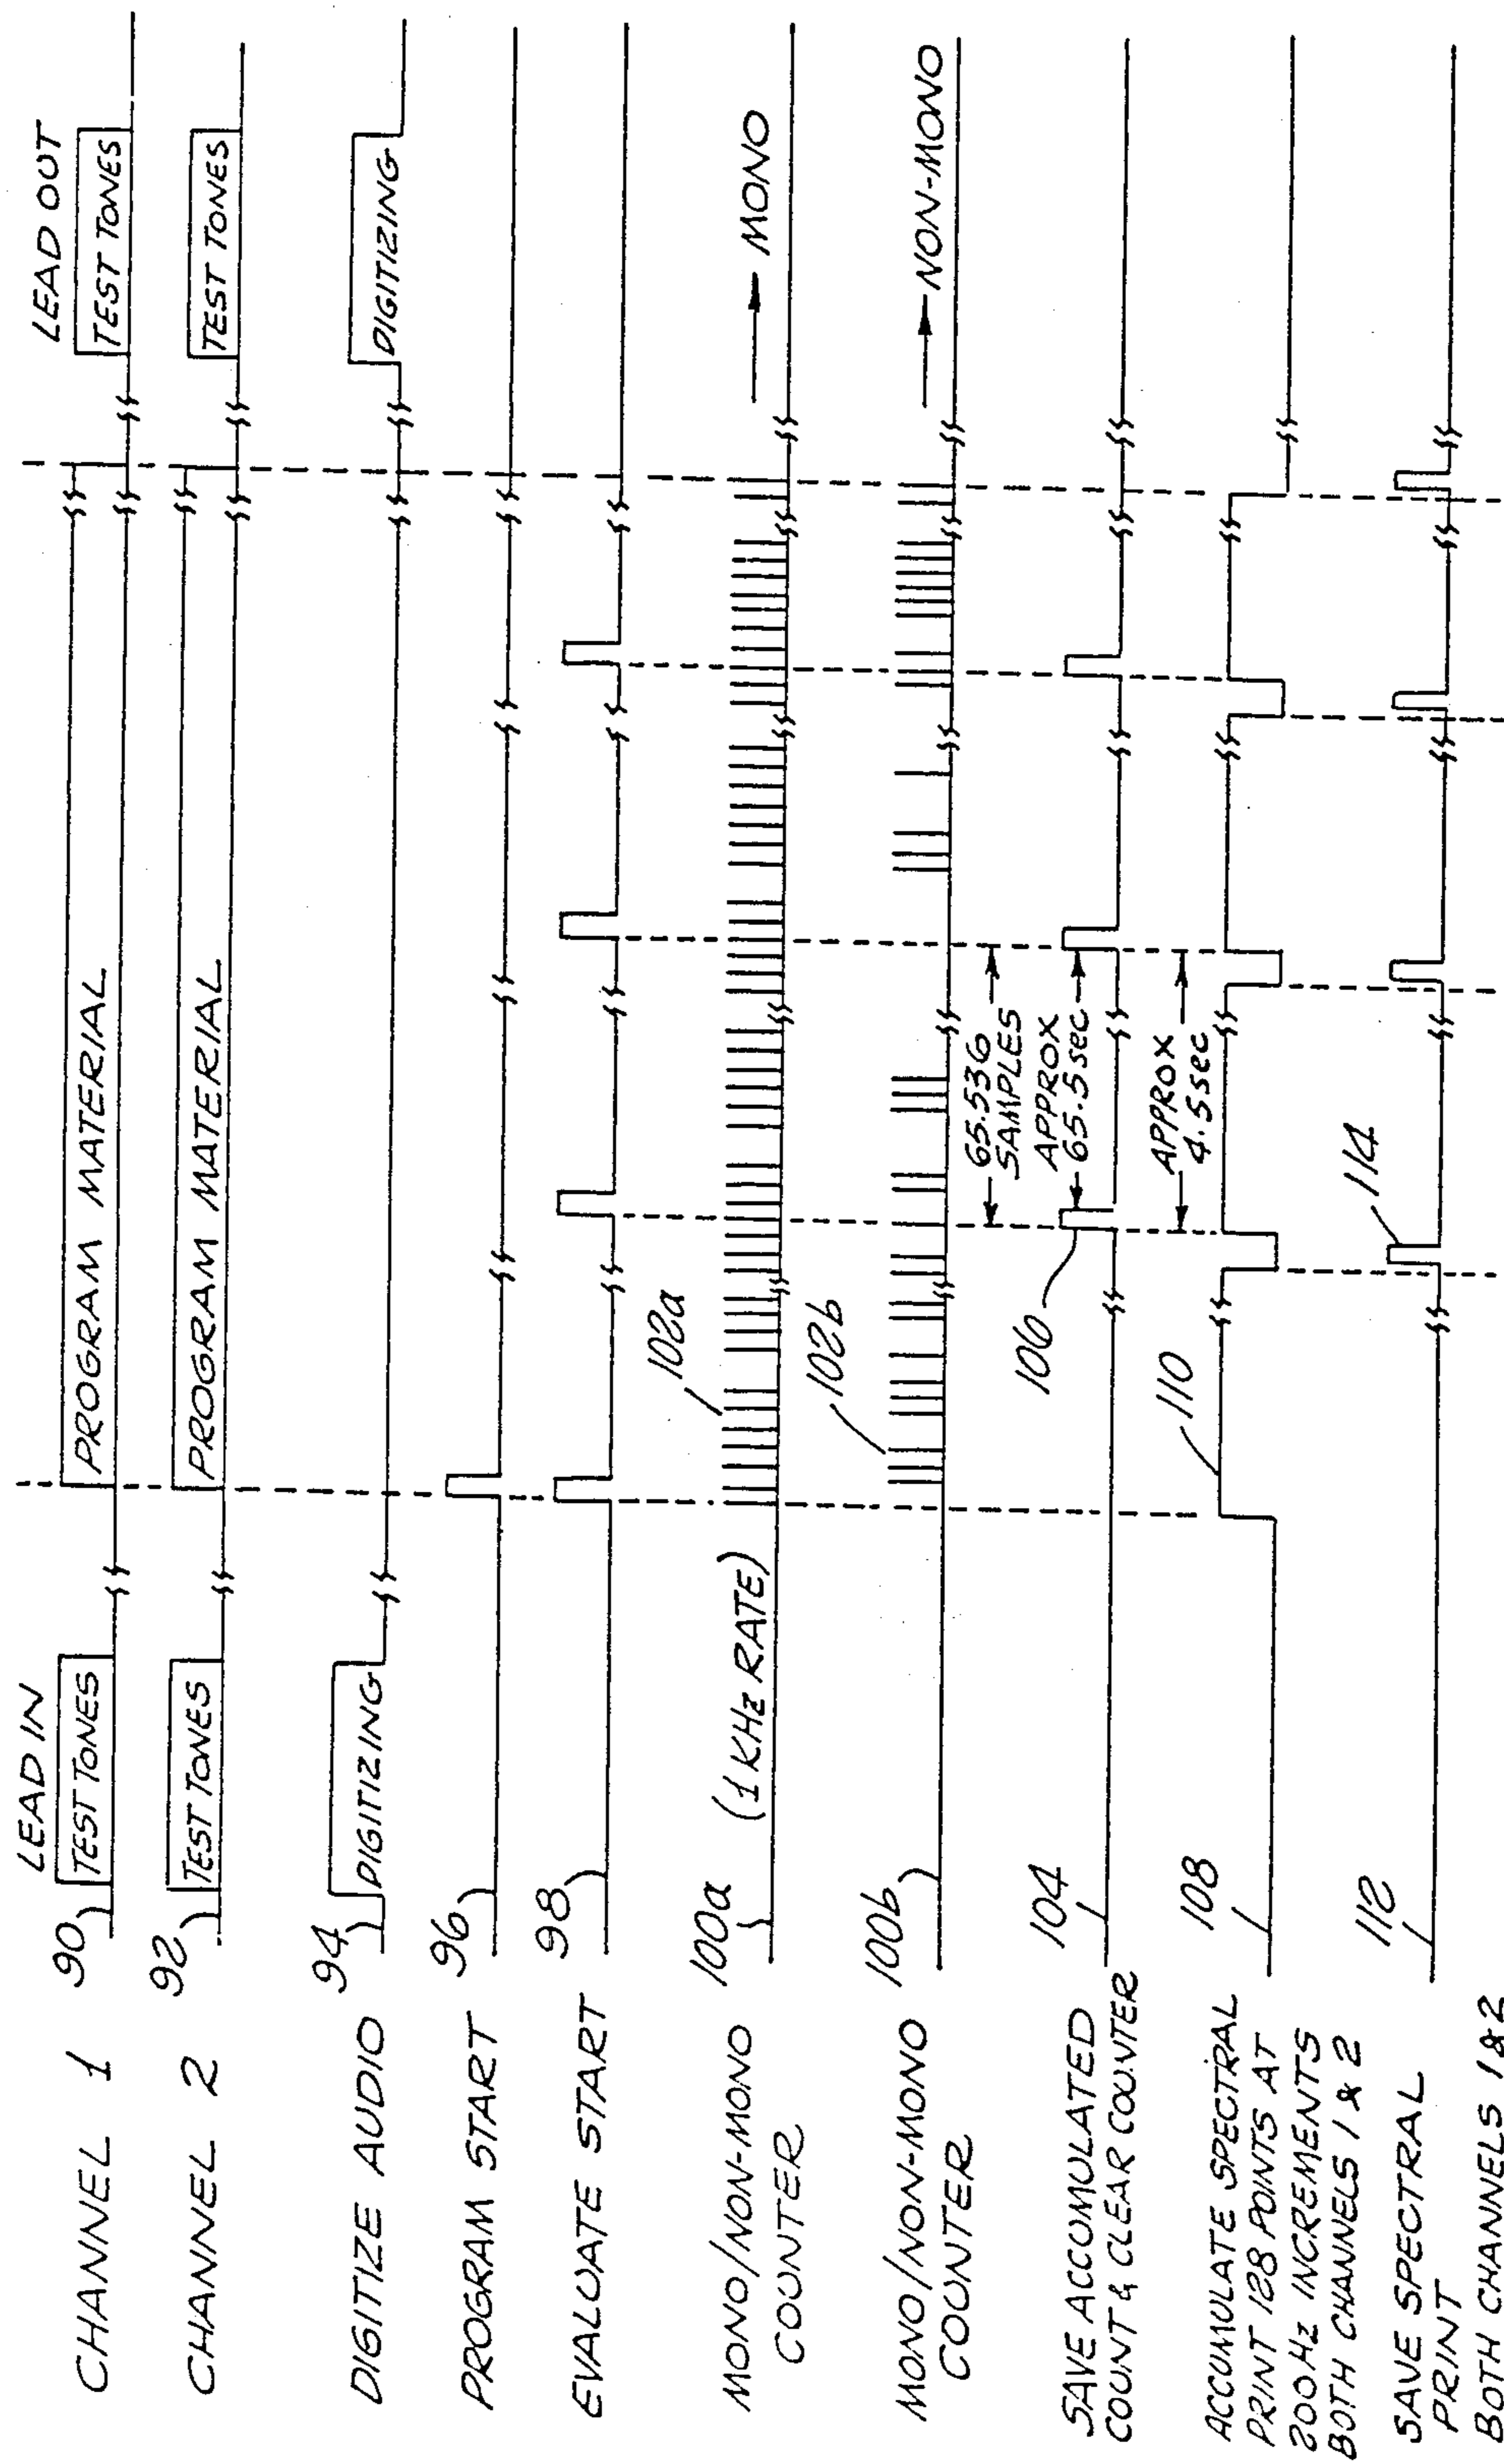 LEAD IN
LEAD OUT
CHANNEL 1
90
TEST TONES
PROGRAM MATERIAL
TEST TONES
CHANNEL 2
92
TEST TONES
PROGRAM MATERIAL
TEST TONES
DIGITIZE AUDIO
94
DIGITIZING
DIGITIZING
PROGRAM START
96
EVALUATE START
98
102a
MONO/NON-MONO
COUNTER
100a
(1 KHz RATE)
MONO
102b
MONO/NON-MONO
COUNTER
100b
NON-MONO
65.536
SAMPLES
106
APPROX
65.5 sec
SAVE ACCUMULATED
COUNT & CLEAR COUNTER
104
110
APPROX
4.5 sec
ACCUMULATE SPECTRAL
PRINT 128 POINTS AT
200Hz INCREMENTS
BOTH CHANNELS 1 & 2
108
114
SAVE SPECTRAL
PRINT
BOTH CHANNELS 1 & 2
112